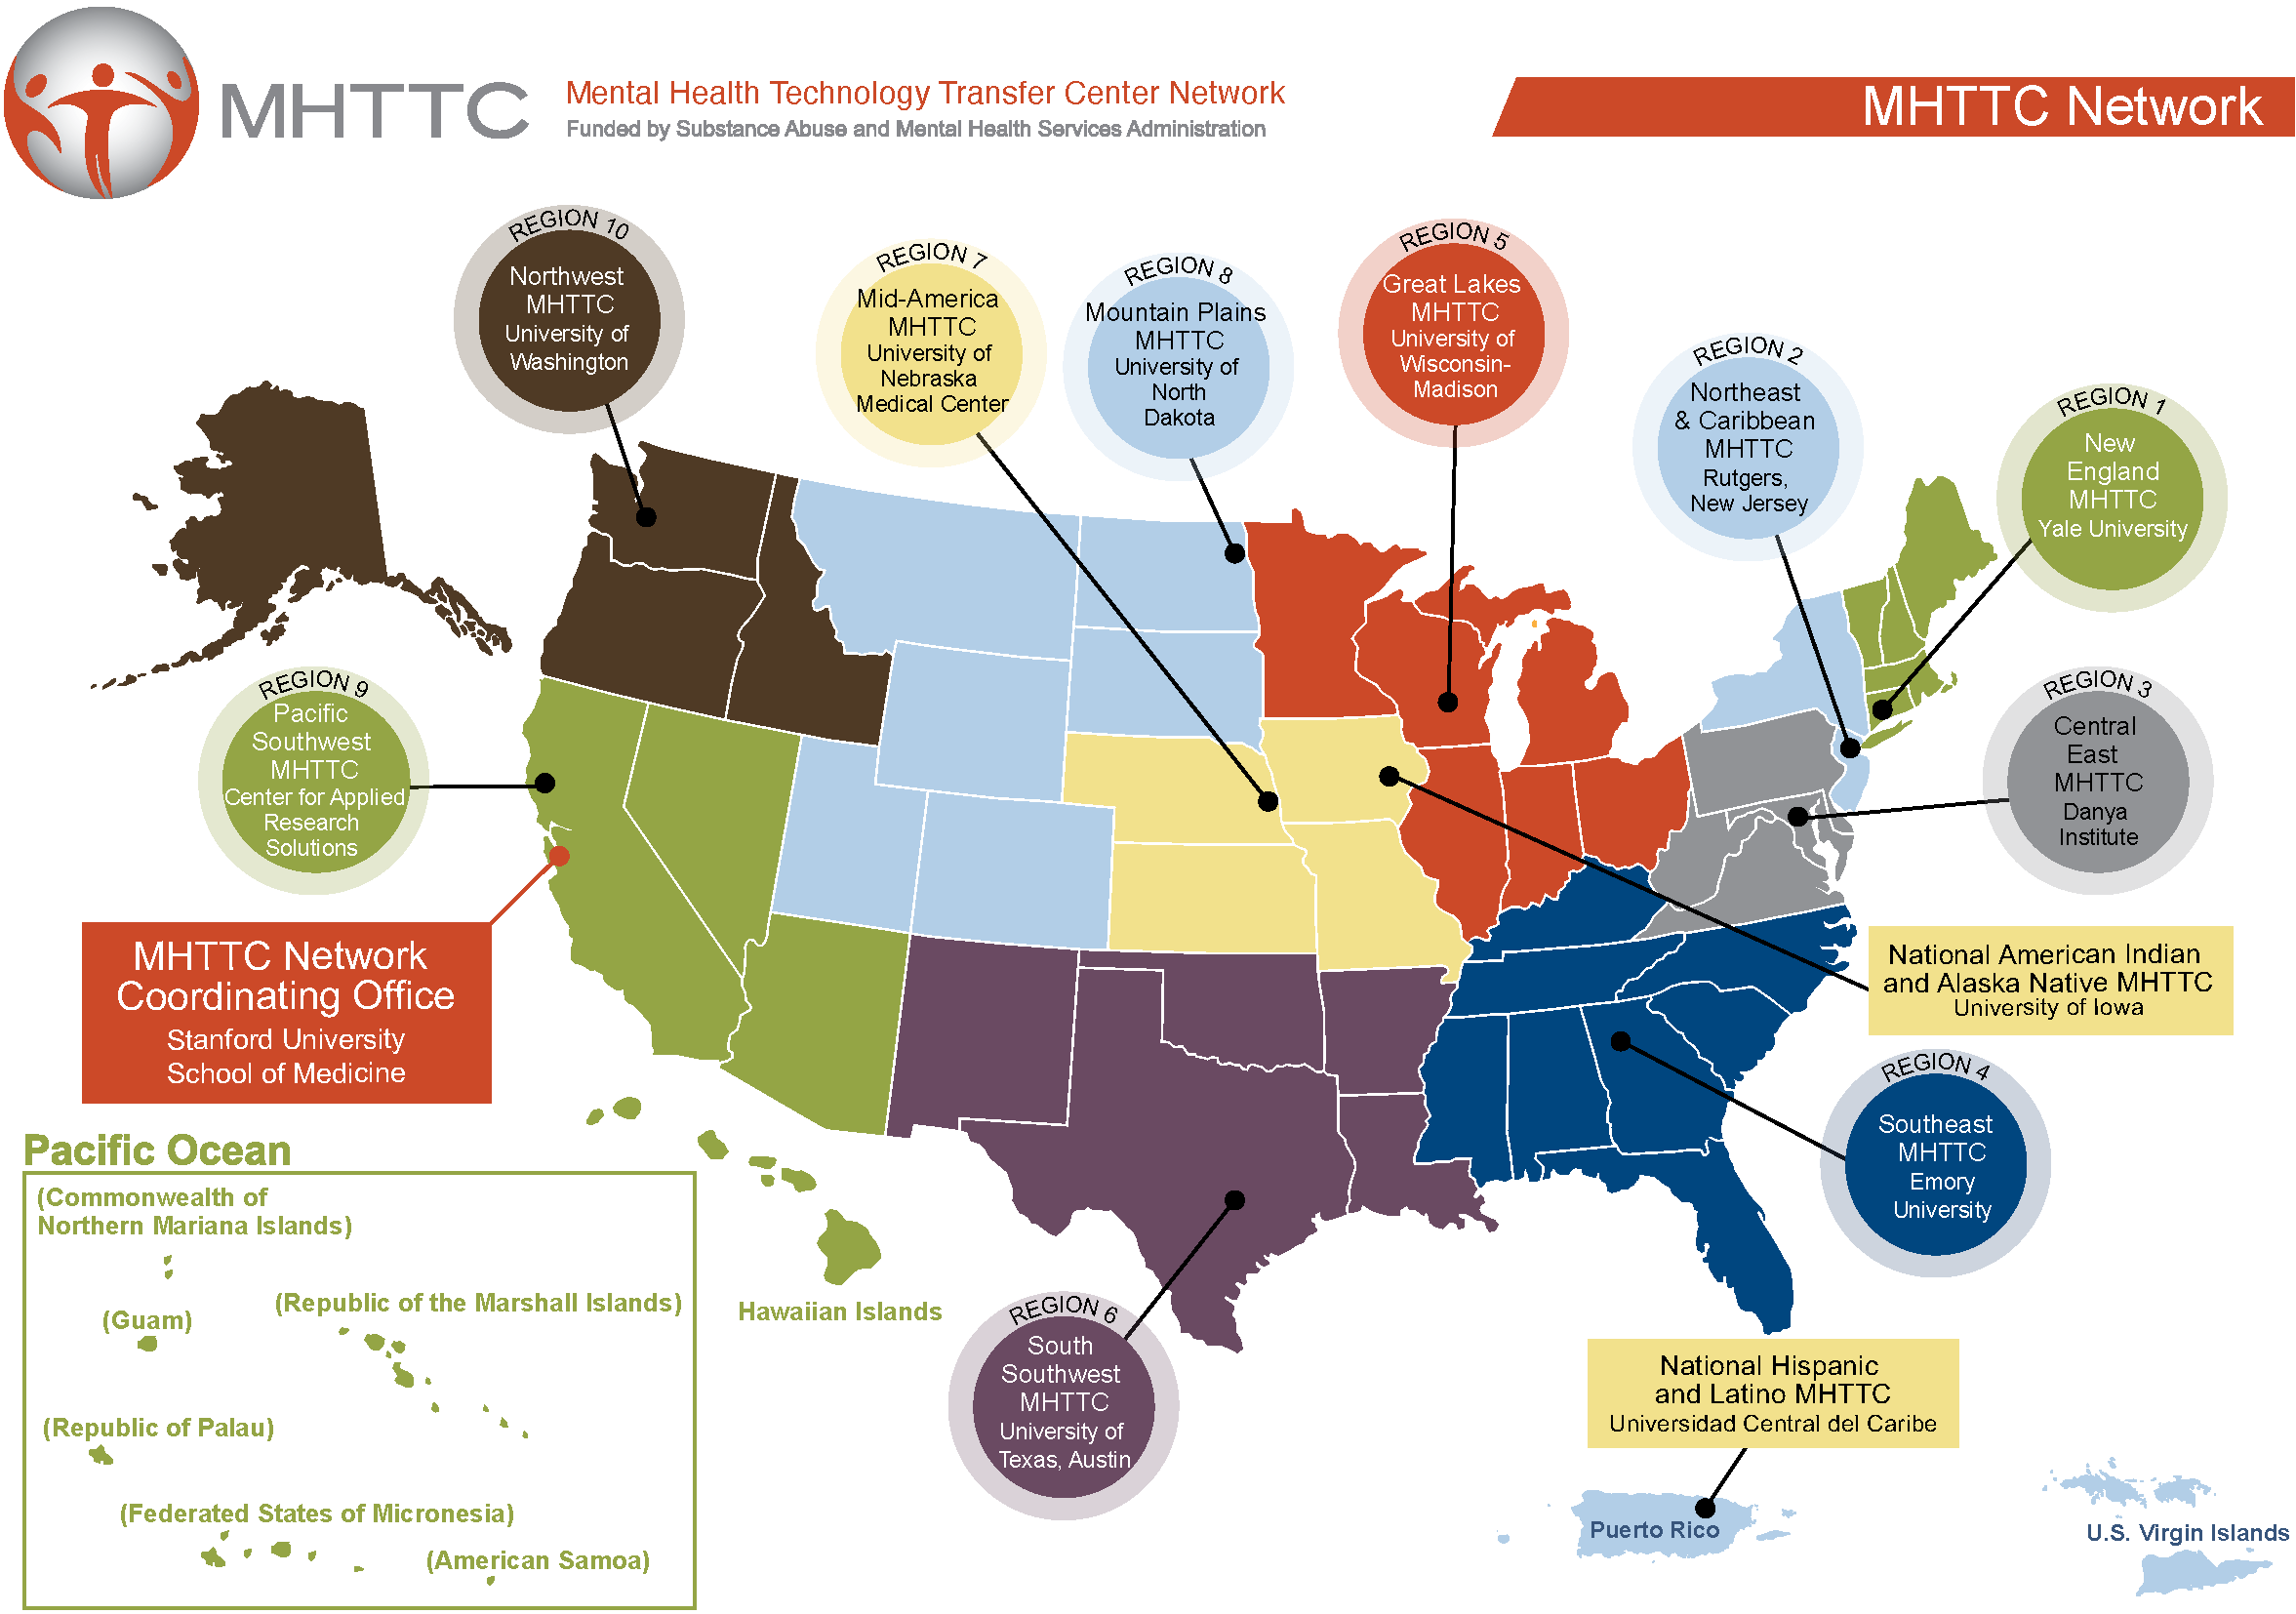 MHTTC
Mental Health Technology Transfer Center Network
Funded by Substance Abuse and Mental Health Services Administration
MHTTC Network
REGION 10
Northwest
MHTTC
University of
Washington
REGION 7
Mid-America
MHTTC
University of
Nebraska
Medical Center
REGION 8
Mountain Plains
MHTTC
University of
North
Dakota
REGION 5
Great Lakes
MHTTC
University of
Wisconsin-
Madison
REGION 2
Northeast
& Caribbean
MHTTC
Rutgers,
New Jersey
REGION 1
New
England
MHTTC
Yale University
REGION 9
Pacific
Southwest
MHTTC
Center for Applied
Research
Solutions
REGION 3
Central
East
MHTTC
Danya
Institute
MHTTC Network
Coordinating Office
Stanford University
School of Medicine
National American Indian
and Alaska Native MHTTC
University of Iowa
REGION 4
Southeast
MHTTC
Emory
University
Pacific Ocean
(Commonwealth of
Northern Mariana Islands)
(Guam)
(Republic of the Marshall Islands)
(Republic of Palau)
(Federated States of Micronesia)
(American Samoa)
Hawaiian Islands
REGION 6
South
Southwest
MHTTC
University of
Texas, Austin
National Hispanic
and Latino MHTTC
Universidad Central del Caribe
Puerto Rico
U.S. Virgin Islands